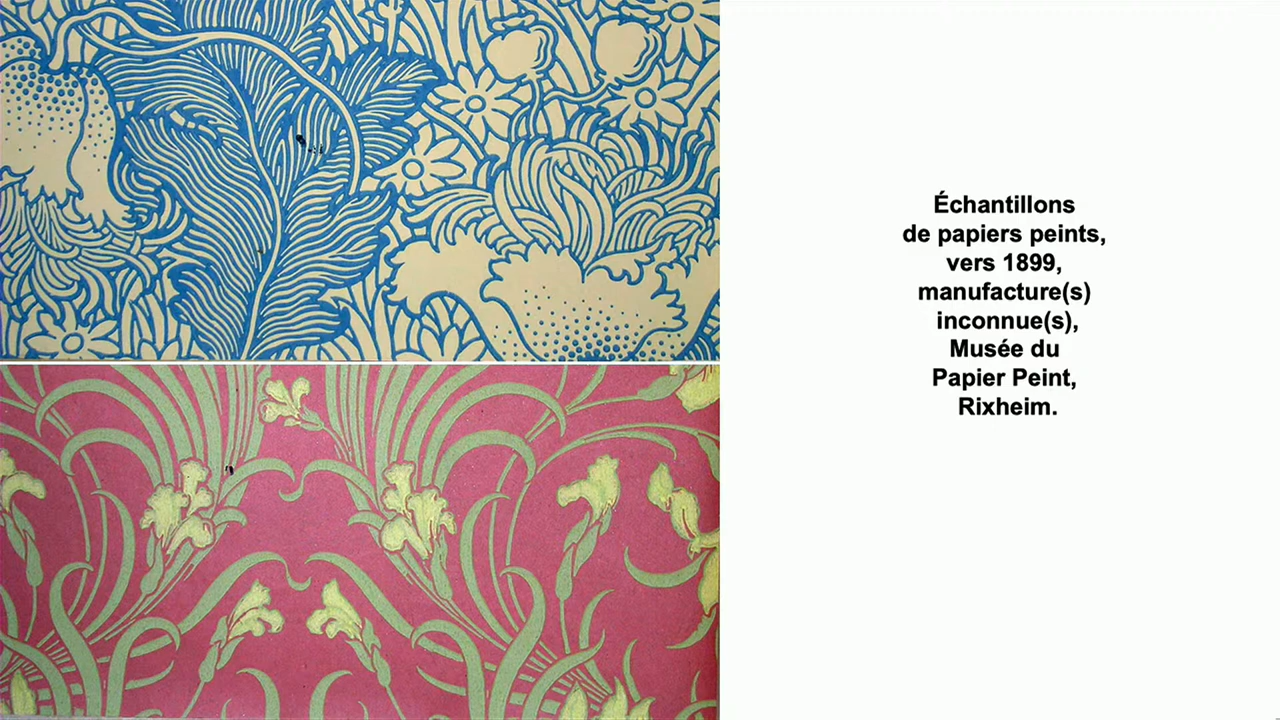 Échantillons
de papiers peints,
vers 1899,
manufacture(s)
inconnue(s),
Musée du
Papier Peint,
Rixheim.